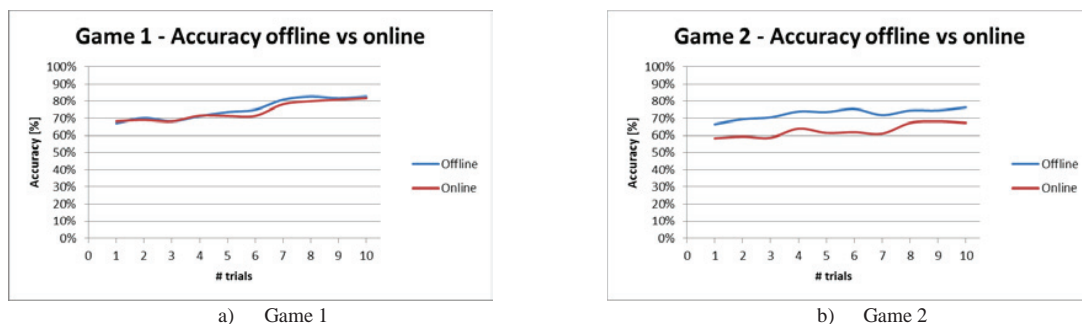 Game 1 - Accuracy offline vs online
100%
90%
80%
70%
60%
50%
40%
30%
20%
10%
0%
Accuracy [%]
0 1 2 3 4 5 6 7 8 9 10
# trials
Offline
Online
a) Game 1
Game 2 - Accuracy offline vs online
100%
90%
80%
70%
60%
50%
40%
30%
20%
10%
0%
Accuracy [%]
0 1 2 3 4 5 6 7 8 9 10
# trials
Offline
Online
b) Game 2